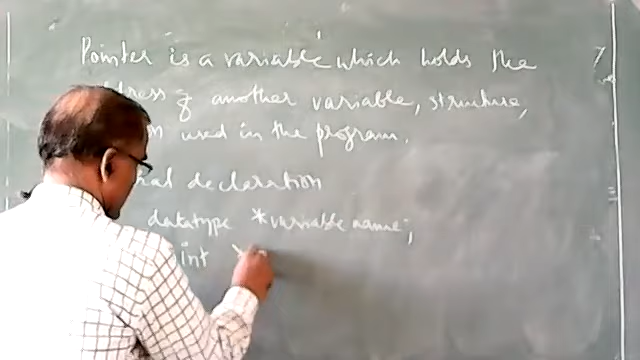 Pointer is a variable which holds the
of another variable, structure,
used in the program.
declaration
datatype *variable name;
int *